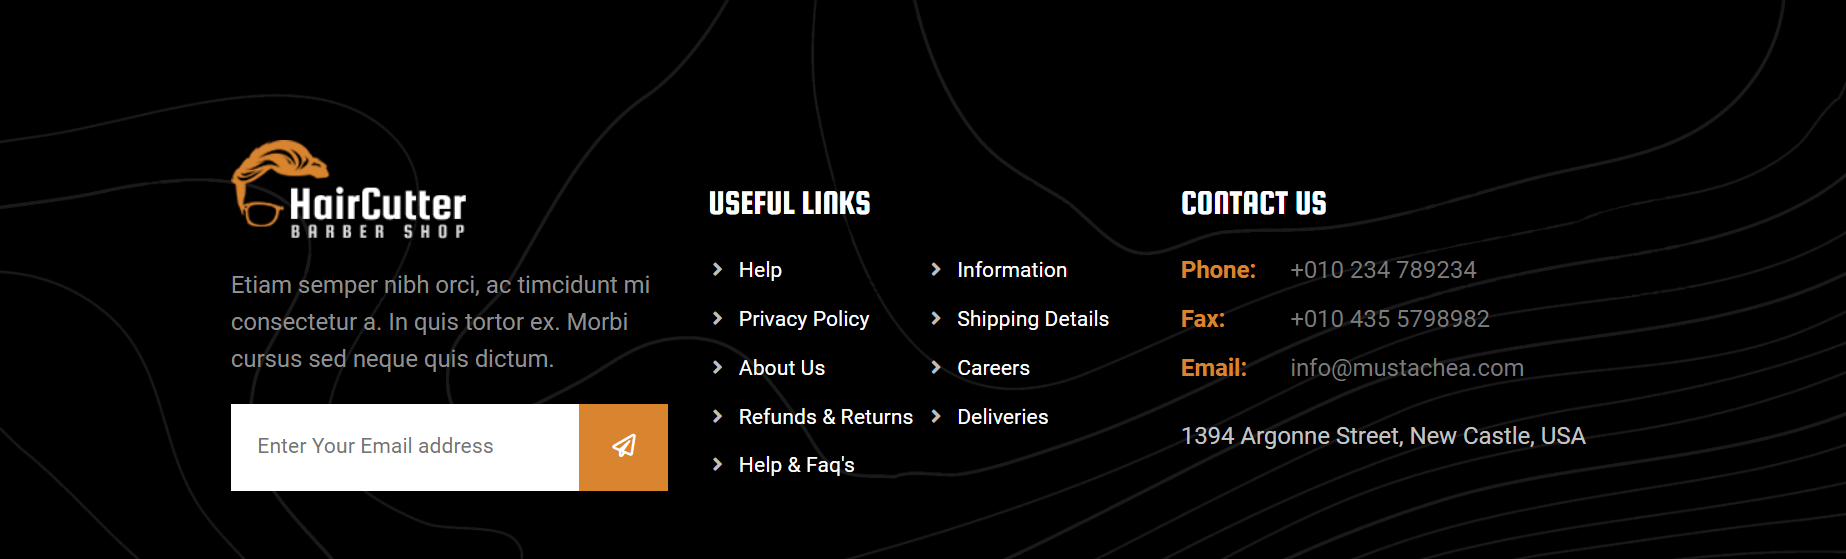 HairCutter
BARBER SHOP
Etiam semper nibh orci, ac timcidunt mi
consectetur a. In quis tortor ex. Morbi
cursus sed neque quis dictum.
Enter Your Email address
USEFUL LINKS
Help
Privacy Policy
About Us
Refunds & Returns
Help & Faq's
Information
Shipping Details
Careers
Deliveries
CONTACT US
Phone: +010 234 789234
Fax: +010 435 5798982
Email: info@mustachea.com
1394 Argonne Street, New Castle, USA